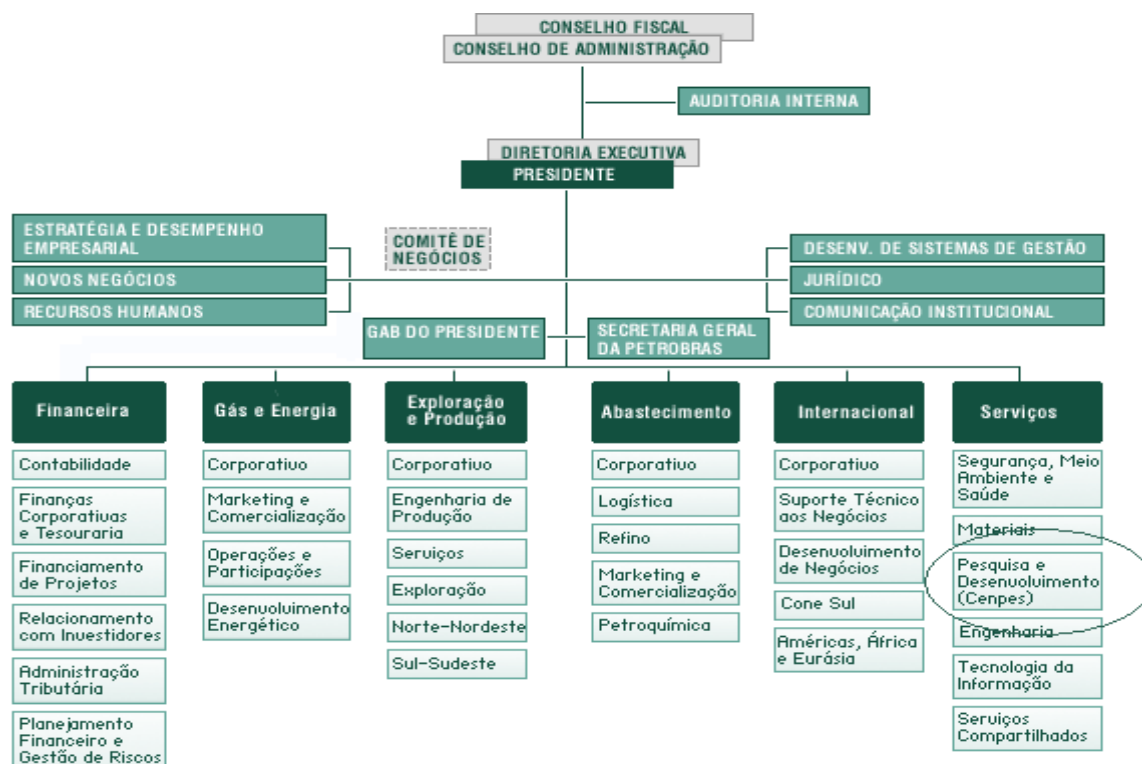 CONSELHO FISCAL
CONSELHO DE ADMINISTRAÇÃO
AUDITORIA INTERNA
DIRETORIA EXECUTIVA
PRESIDENTE
ESTRATÉGIA E DESEMPENHO
EMPRESARIAL
NOVOS NEGÓCIOS
RECURSOS HUMANOS
COMITÊ DE
NEGÓCIOS
DESENV. DE SISTEMAS DE GESTÃO
JURÍDICO
COMUNICAÇÃO INSTITUCIONAL
GAB DO PRESIDENTE
SECRETARIA GERAL
DA PETROBRAS
Financeira
Contabilidade
Finanças
Corporativas
e Tesouraria
Financiamento
de Projetos
Relacionamento
com Investidores
Administração
Tributária
Planejamento
Financeiro e
Gestão de Riscos
Gás e Energia
Corporativo
Marketing e
Comercialização
Operações e
Participações
Desenvolvimento
Energético
Exploração
e Produção
Corporativo
Engenharia de
Produção
Serviços
Exploração
Norte-Nordeste
Sul-Sudeste
Abastecimento
Corporativo
Logística
Refino
Marketing e
Comercialização
Petroquímica
Internacional
Corporativo
Suporte Técnico
aos Negócios
Desenvolvimento
de Negócios
Cone Sul
Américas, África
e Eurásia
Serviços
Segurança, Meio
Ambiente e
Saúde
Materiais
Pesquisa e
Desenvolvimento
(Cenpes)
Engenharia
Tecnologia da
Informação
Serviços
Compartilhados